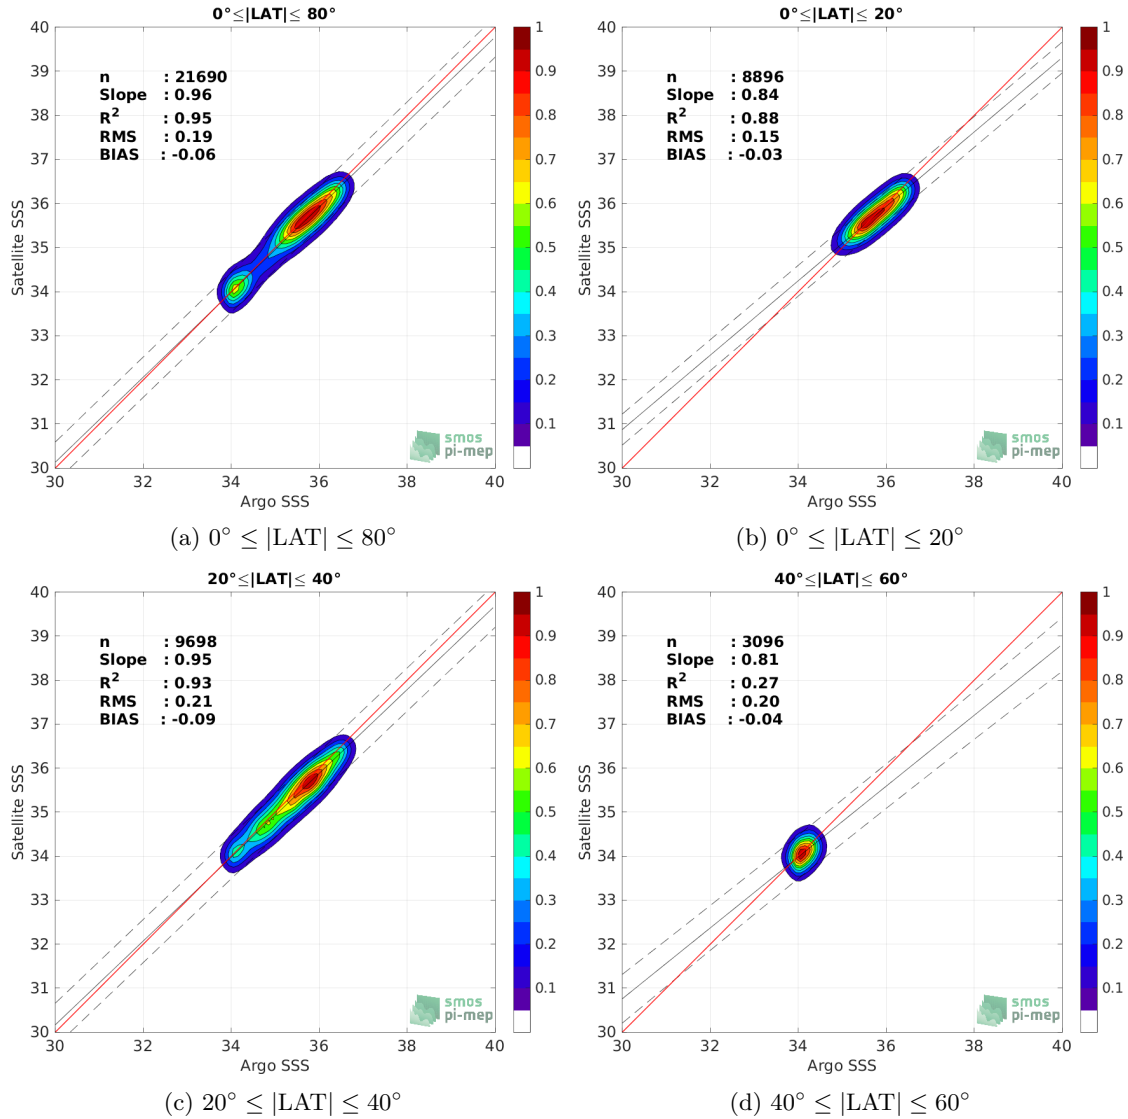 0°≤|LAT|≤ 80°
n : 21690
Slope : 0.96
R² : 0.95
RMS : 0.19
BIAS : -0.06
Satellite SSS
40
39
38
37
36
35
34
33
32
31
30
30 32 34 36 38 40
Argo SSS
1
0.9
0.8
0.7
0.6
0.5
0.4
0.3
0.2
0.1
smos
pi-mep
(a) 0° ≤ |LAT| ≤ 80°
0°≤|LAT|≤ 20°
n : 8896
Slope : 0.84
R² : 0.88
RMS : 0.15
BIAS : -0.03
Satellite SSS
40
39
38
37
36
35
34
33
32
31
30
30 32 34 36 38 40
Argo SSS
1
0.9
0.8
0.7
0.6
0.5
0.4
0.3
0.2
0.1
smos
pi-mep
(b) 0° ≤ |LAT| ≤ 20°
20°≤|LAT|≤ 40°
n : 9698
Slope : 0.95
R² : 0.93
RMS : 0.21
BIAS : -0.09
Satellite SSS
40
39
38
37
36
35
34
33
32
31
30
30 32 34 36 38 40
Argo SSS
1
0.9
0.8
0.7
0.6
0.5
0.4
0.3
0.2
0.1
smos
pi-mep
(c) 20° ≤ |LAT| ≤ 40°
40°≤|LAT|≤ 60°
n : 3096
Slope : 0.81
R² : 0.27
RMS : 0.20
BIAS : -0.04
Satellite SSS
40
39
38
37
36
35
34
33
32
31
30
30 32 34 36 38 40
Argo SSS
1
0.9
0.8
0.7
0.6
0.5
0.4
0.3
0.2
0.1
smos
pi-mep
(d) 40° ≤ |LAT| ≤ 60°